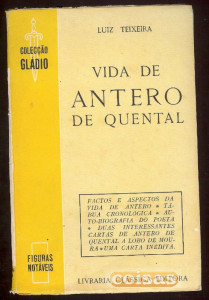 COLECÇÃO
GLÁDIO
LUIZ TEIXEIRA
VIDA DE
ANTERO
DE QUENTAL
FACTOS E ASPECTOS DA
VIDA DE ANTERO • TÁ-
BUA CRONOLÓGICA • AU-
TO-BIOGRAFIA DO POETA
• DUAS INTERESSANTES
CARTAS DE ANTERO DE
QUENTAL A LOBO DE MOU-
RA • UMA CARTA INÉDITA.
FIGURAS
NOTÁVEIS
LIVRARIA CLÁSSICA EDITORA